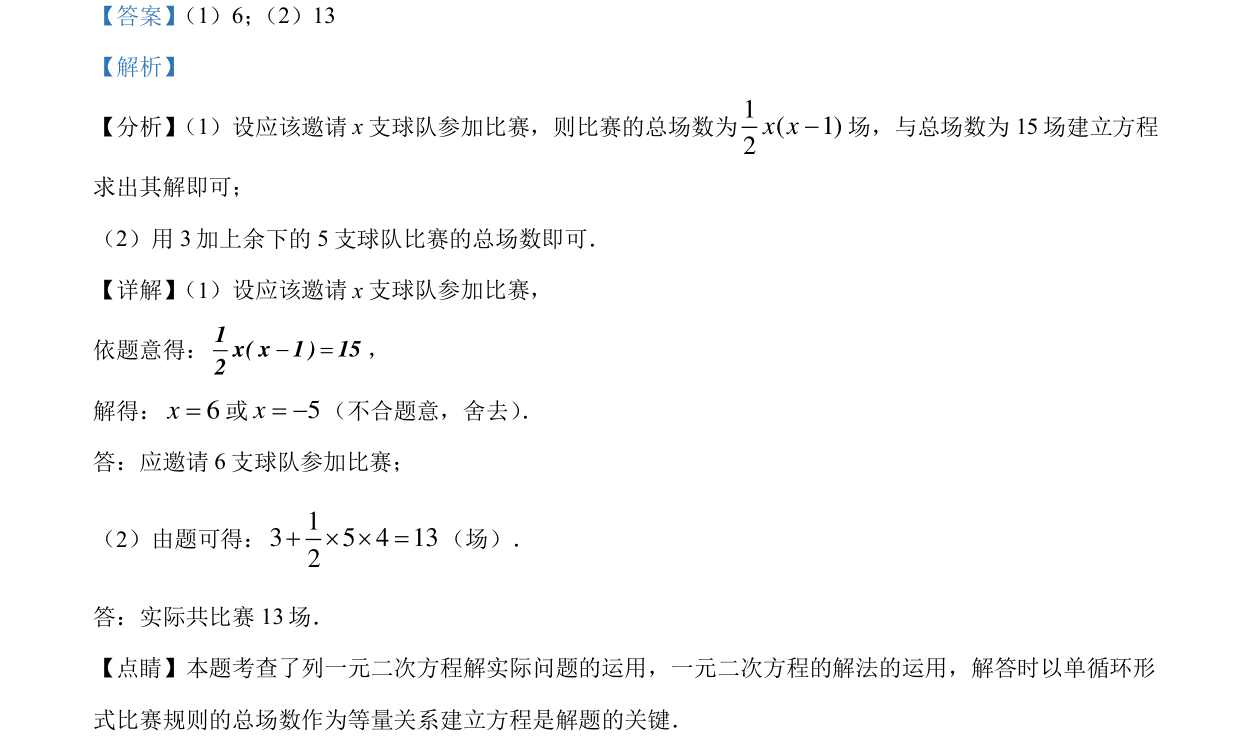 【答案】（1）6；（2）13
【解析】
【分析】（1）设应该邀请 x 支球队参加比赛，则比赛的总场数为 1/2 x(x−1) 场，与总场数为 15 场建立方程
求出其解即可；
（2）用 3 加上余下的 5 支球队比赛的总场数即可．
【详解】（1）设应该邀请 x 支球队参加比赛，
依题意得：1/2 x(x−1)=15，
解得：x=6 或 x=−5（不合题意，舍去）．
答：应邀请 6 支球队参加比赛；
（2）由题可得：3+1/2×5×4=13（场）．
答：实际共比赛 13 场．
【点睛】本题考查了列一元二次方程解实际问题的运用，一元二次方程的解法的运用，解答时以单循环形
式比赛规则的总场数作为等量关系建立方程是解题的关键．